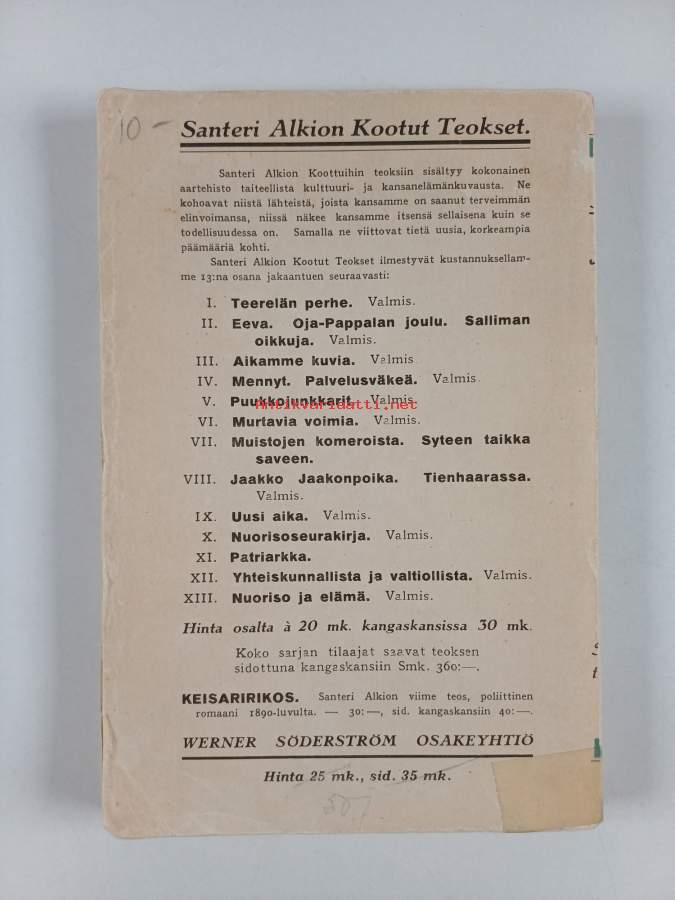 10 –
Santeri Alkion Kootut Teokset.
Santeri Alkion Koottuihin teoksiin sisältyy kokonainen
aartehisto taiteellista kulttuuri- ja kansanelämänkuvausta. Ne
kohoavat niistä lähteistä, joista kansamme on saanut terveimmän
elinvoimansa, niissä näkee kansamme itsensä sellaisena kuin se
todellisuudessa on. Samalla ne viittovat tietä uusia, korkeampia
päämääriä kohti.
Santeri Alkion Kootut Teokset ilmestyvät kustannuksellam-
me 13:na osana jakaantuen seuraavasti:
I. Teerelän perhe. Valmis.
II. Eeva. Oja-Pappalan joulu. Salliman
oikkuja. Valmis.
III. Aikamme kuvia. Valmis.
IV. Mennyt. Palvelusväkeä. Valmis.
V. Puukkojunkkarit. Valmis.
Antikvariaatti.net
VI. Murtavia voimia. Valmis.
VII. Muistojen komeroista. Syteen taikka
saveen.
VIII. Jaakko Jaakonpoika. Tienhaarassa.
Valmis.
IX. Uusi aika. Valmis.
X. Nuorisoseurakirja. Valmis.
XI. Patriarkka.
XII. Yhteiskunnallista ja valtiollista. Valmis.
XIII. Nuoriso ja elämä. Valmis.
Hinta osalta à 20 mk. kangaskansissa 30 mk.
Koko sarjan tilaajat saavat teoksen
sidottuna kangaskansiin Smk. 360:—.
KEISARIRIKOS. Santeri Alkion viime teos, poliittinen
romaani 1890-luvulta. — 30:—, sid. kangaskansiin 40:—.
WERNER SÖDERSTRÖM OSAKEYHTIÖ
Hinta 25 mk., sid. 35 mk.